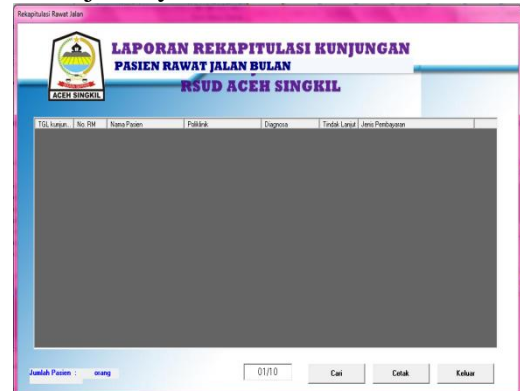 Rekapitulasi Rawat Jalan
LAPORAN REKAPITULASI KUNJUNGAN
PASIEN RAWAT JALAN BULAN
RSUD ACEH SINGKIL
ACEH SINGKIL
TGL kunjun... No. RM Nama Pasien Poliklinik Diagnosa Tindak Lanjut Jenis Pembayaran
Jumlah Pasien : orang 01/10 Cari Cetak Keluar